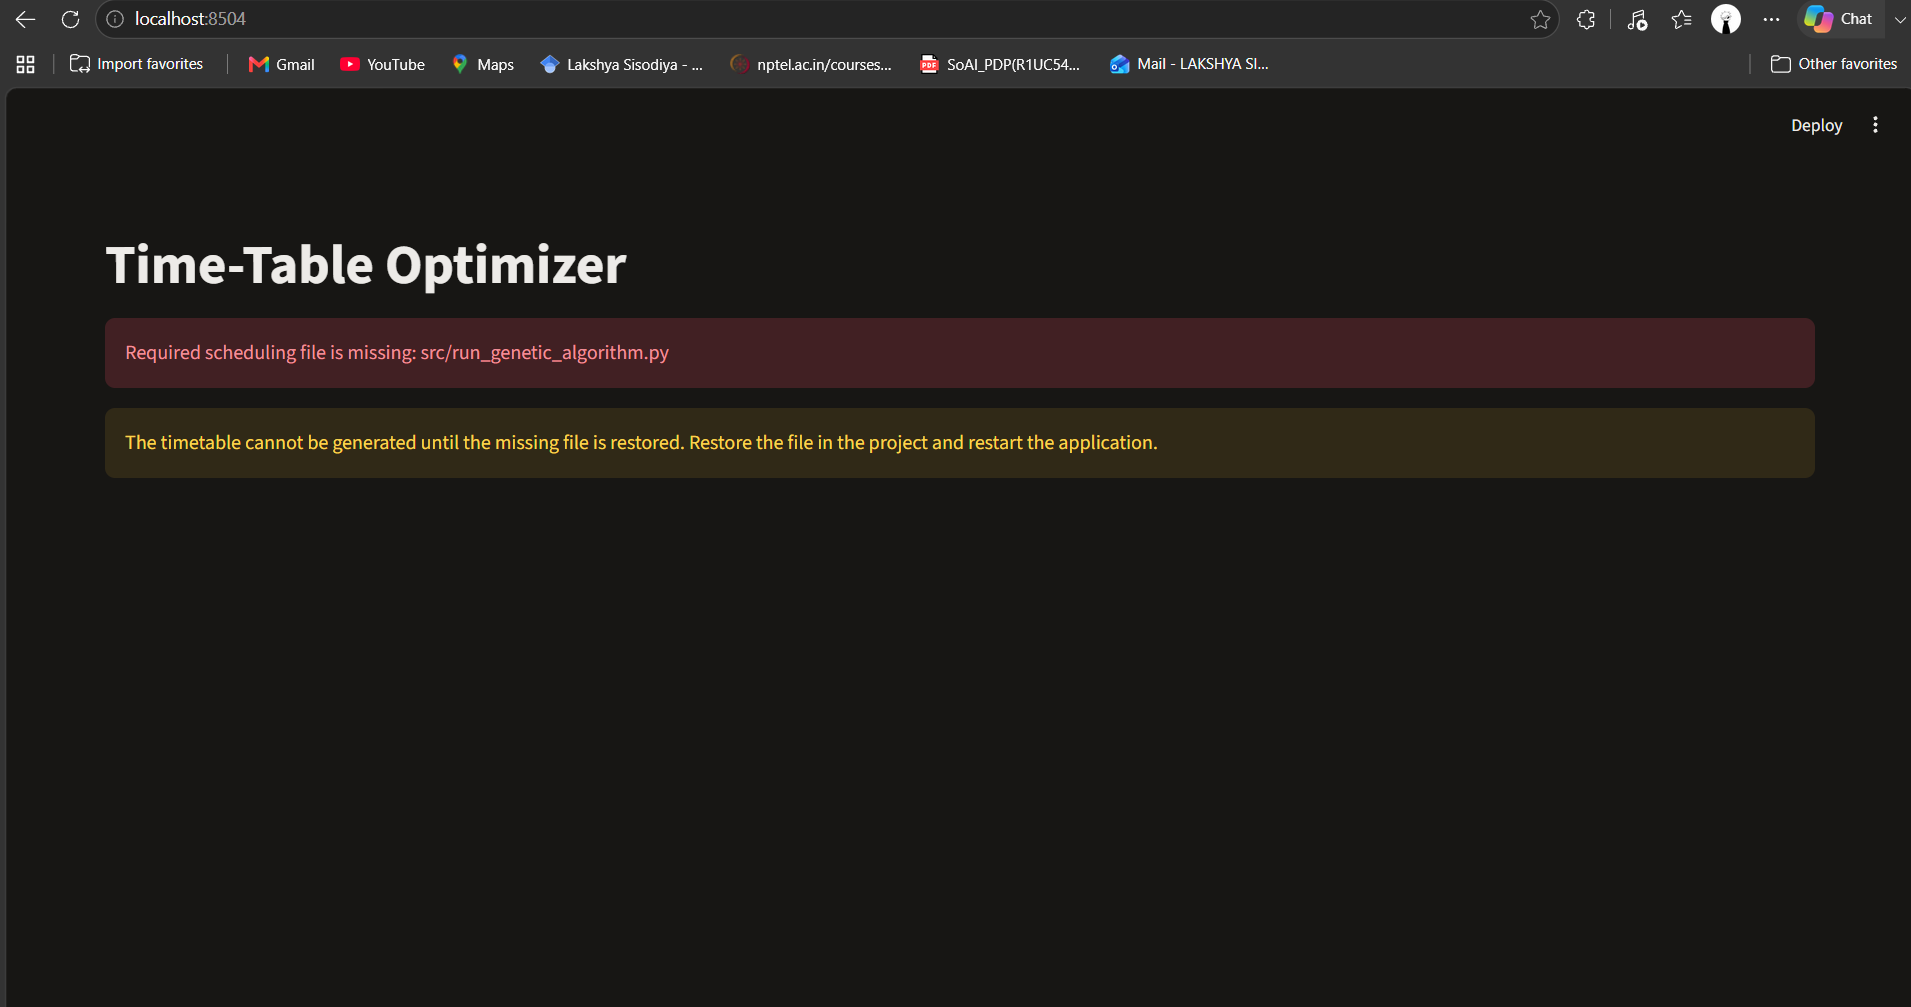 localhost:8504
Chat
Import favorites
Gmail
YouTube
Maps
Lakshya Sisodiya - ...
nptel.ac.in/courses...
PDF
SoAI_PDP(R1UC54...
Mail - LAKSHYA SI...
Other favorites
Deploy
Time-Table Optimizer
Required scheduling file is missing: src/run_genetic_algorithm.py
The timetable cannot be generated until the missing file is restored. Restore the file in the project and restart the application.